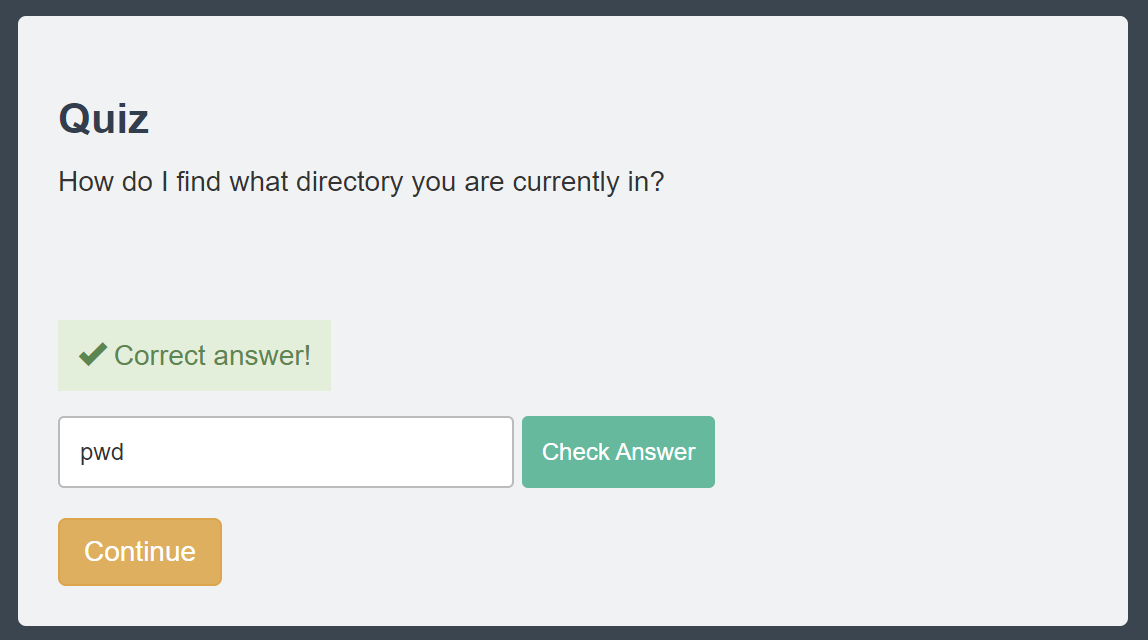 Quiz
How do I find what directory you are currently in?
Correct answer!
pwd
Check Answer
Continue